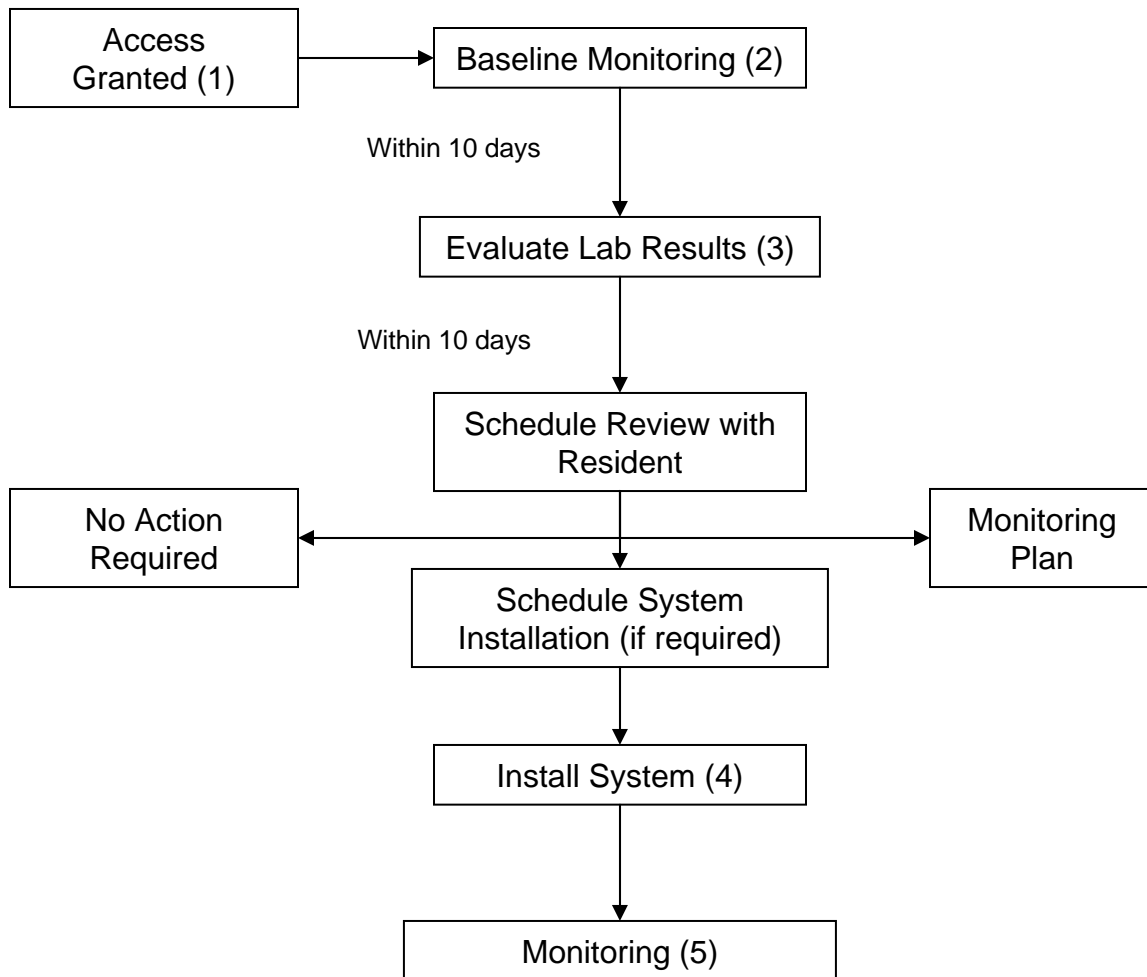 Access
Granted (1)
Baseline Monitoring (2)
Within 10 days
Evaluate Lab Results (3)
Within 10 days
Schedule Review with
Resident
No Action
Required
Monitoring
Plan
Schedule System
Installation (if required)
Install System (4)
Monitoring (5)